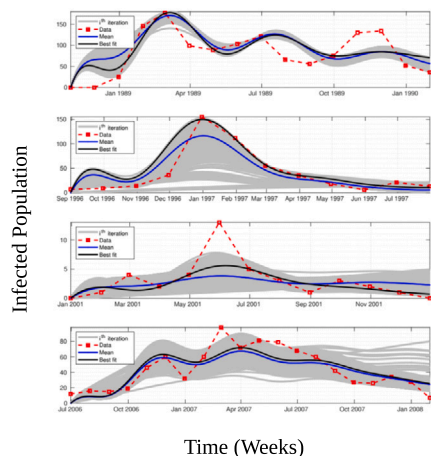 Infected Population
150
100
50
0
iᵗʰ iteration
Data
Mean
Best fit
Jan 1989
Apr 1989
Jul 1989
Oct 1989
Jan 1990
150
100
50
0
iᵗʰ iteration
Data
Mean
Best fit
Sep 1996 Oct 1996 Nov 1996 Dec 1996 Jan 1997 Feb 1997 Mar 1997 Apr 1997 May 1997 Jun 1997 Jul 1997
10
5
0
iᵗʰ iteration
Data
Mean
Best fit
Jan 2001 Mar 2001 May 2001 Jul 2001 Sep 2001 Nov 2001
80
60
40
20
0
iᵗʰ iteration
Data
Mean
Best fit
Jul 2006 Oct 2006 Jan 2007 Apr 2007 Jul 2007 Oct 2007 Jan 2008
Time (Weeks)